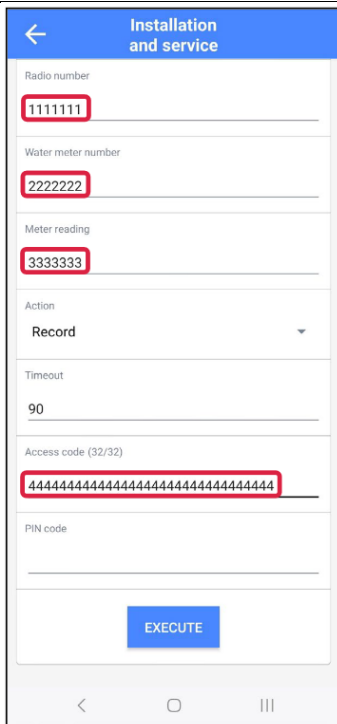 Installation
and service
Radio number
1111111
Water meter number
2222222
Meter reading
3333333
Action
Record
Timeout
90
Access code (32/32)
44444444444444444444444444444444
PIN code
EXECUTE